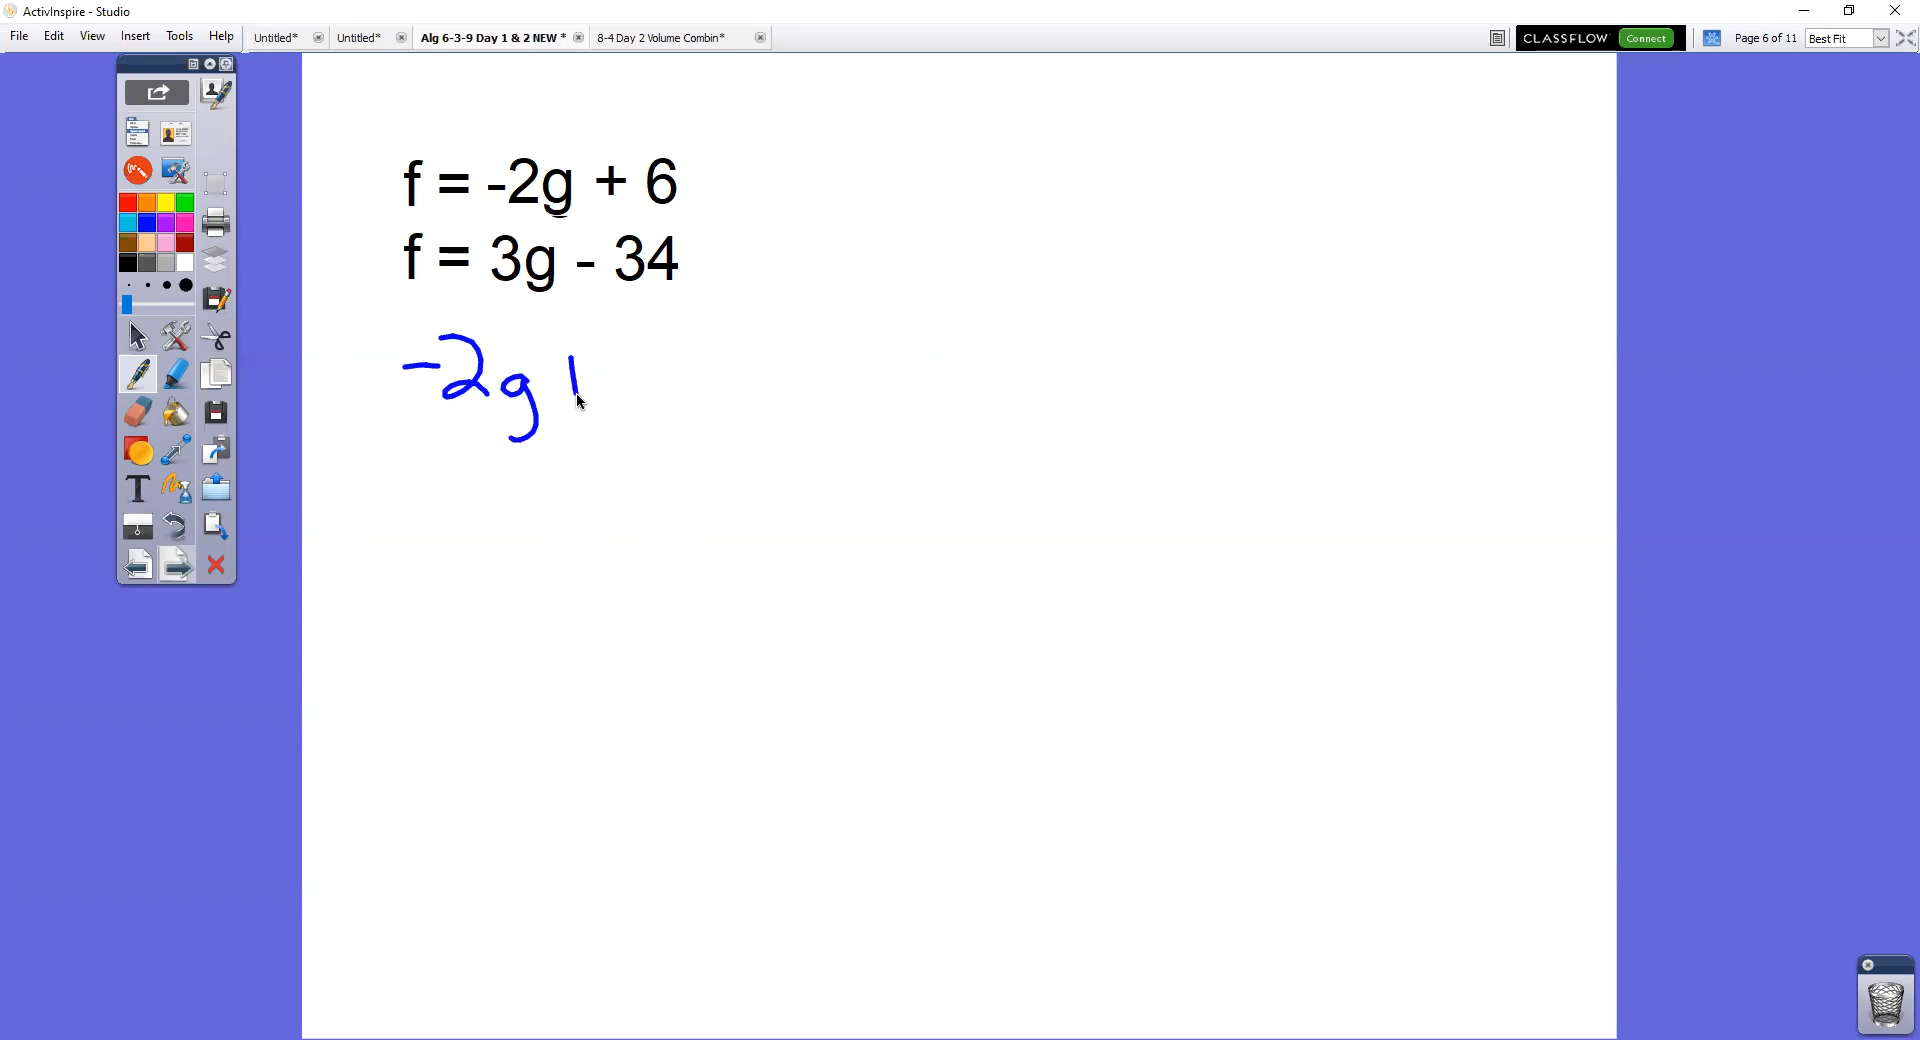 ActivInspire - Studio
File Edit View Insert Tools Help
Untitled* Untitled* Alg 6-3-9 Day 1 & 2 NEW * 8-4 Day 2 Volume Combin*
CLASSFLOW Connect Page 6 of 11 Best Fit
f = -2g + 6
f = 3g - 34
-2g